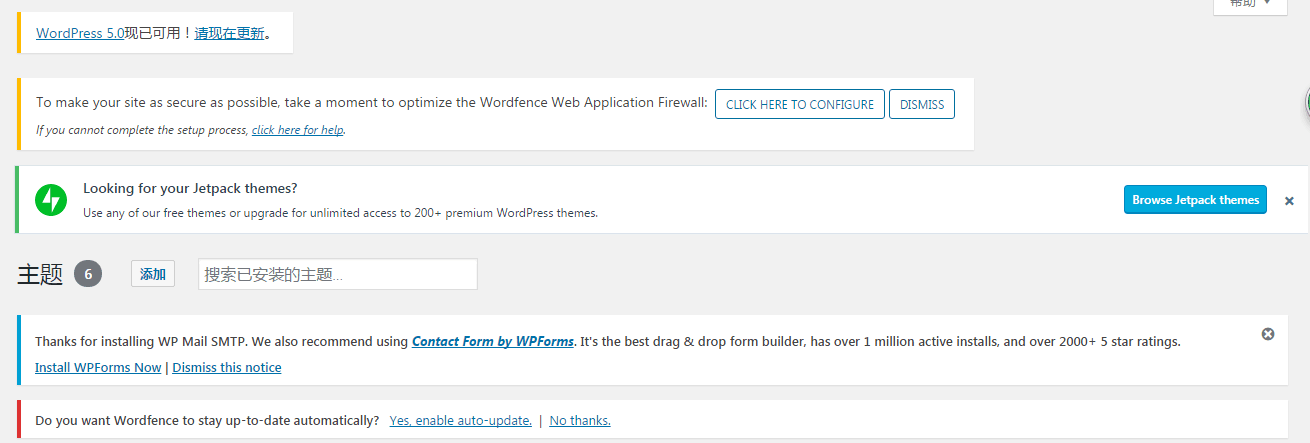 帮助
WordPress 5.0现已可用！请现在更新。
To make your site as secure as possible, take a moment to optimize the Wordfence Web Application Firewall: CLICK HERE TO CONFIGURE DISMISS
If you cannot complete the setup process, click here for help.
Looking for your Jetpack themes?
Use any of our free themes or upgrade for unlimited access to 200+ premium WordPress themes.
Browse Jetpack themes
主题 6 添加 搜索已安装的主题...
Thanks for installing WP Mail SMTP. We also recommend using Contact Form by WPForms. It's the best drag & drop form builder, has over 1 million active installs, and over 2000+ 5 star ratings.
Install WPForms Now | Dismiss this notice
Do you want Wordfence to stay up-to-date automatically? Yes, enable auto-update. | No thanks.